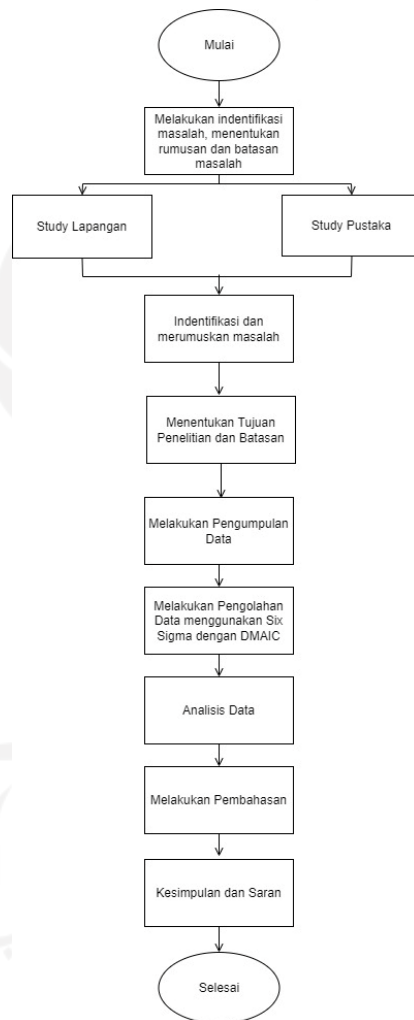 Mulai
Melakukan indentifikasi
masalah, menentukan
rumusan dan batasan
masalah
Study Lapangan
Study Pustaka
Indentifikasi dan
merumuskan masalah
Menentukan Tujuan
Penelitian dan Batasan
Melakukan Pengumpulan
Data
Melakukan Pengolahan
Data menggunakan Six
Sigma dengan DMAIC
Analisis Data
Melakukan Pembahasan
Kesimpulan dan Saran
Selesai